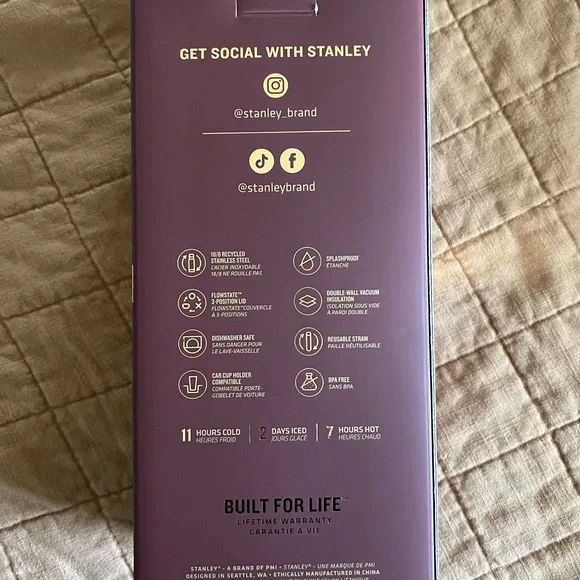 GET SOCIAL WITH STANLEY
@stanley_brand
@stanleybrand
18/8 RECYCLED
STAINLESS STEEL
L'ACIER INOXYDABLE
18/8 NE ROUILLE PAS
SPLASHPROOF
ÉTANCHE
FLOWSTATE™
3-POSITION LID
FLOWSTATE™COUVERCLE
À 3-POSITIONS
DOUBLE-WALL VACUUM
INSULATION
ISOLATION SOUS VIDE
À PAROI DOUBLE
DISHWASHER SAFE
SANS DANGER POUR
LE LAVE-VAISSELLE
REUSABLE STRAW
PAILLE RÉUTILISABLE
CAR CUP HOLDER
COMPATIBLE
COMPATIBLE PORTE-
GOBELET DE VOITURE
BPA FREE
SANS BPA
11 HOURS COLD
HEURES FROID
2 DAYS ICED
JOURS GLACÉ
7 HOURS HOT
HEURES CHAUD
BUILT FOR LIFE™
LIFETIME WARRANTY
GARANTIE A VIE
STANLEY® - A BRAND OF PMI • STANLEY® - UNE MARQUE DE PMI
DESIGNED IN SEATTLE, WA • ETHICALLY MANUFACTURED IN CHINA